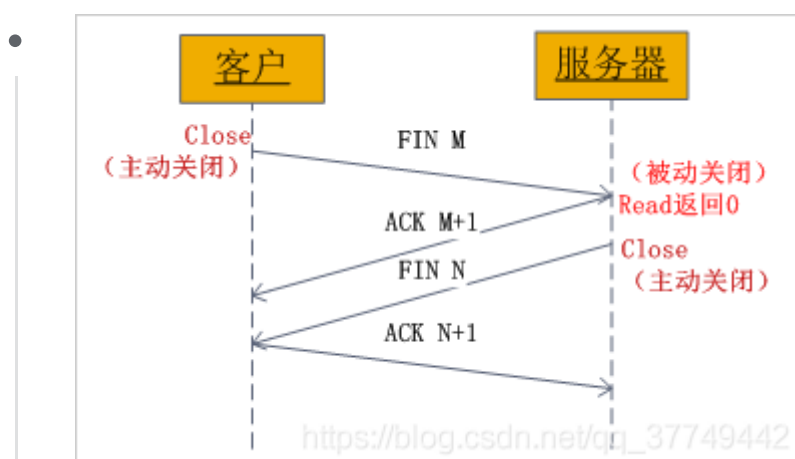 客户
服务器
Close
（主动关闭）
FIN M
（被动关闭）
Read返回0
ACK M+1
Close
（主动关闭）
FIN N
ACK N+1
https://blog.csdn.net/qq_37749442